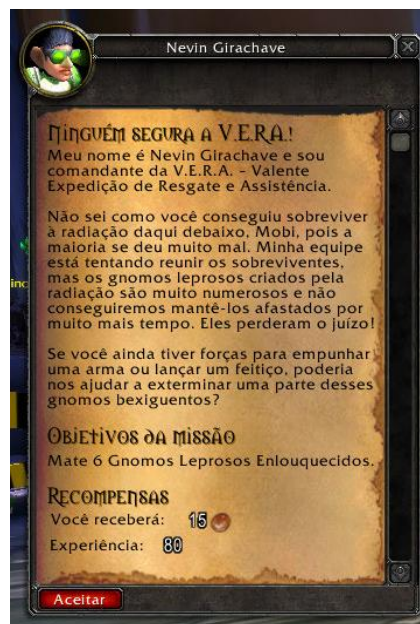 Nevin Girachave
Ninguém segura a V.E.R.A.!
Meu nome é Nevin Girachave e sou
comandante da V.E.R.A. – Valente
Expedição de Resgate e Assistência.
Não sei como você conseguiu sobreviver
à radiação daqui debaixo, Mobi, pois a
maioria se deu muito mal. Minha equipe
está tentando reunir os sobreviventes,
mas os gnomos leprosos criados pela
radiação são muito numerosos e não
conseguiremos mantê-los afastados por
muito mais tempo. Eles perderam o juízo!
Se você ainda tiver forças para empunhar
uma arma ou lançar um feitiço, poderia
nos ajudar a exterminar uma parte desses
gnomos bexiguentos?
Objetivos da missão
Mate 6 Gnomos Leprosos Enlouquecidos.
Recompensas
Você receberá: 15
Experiência: 80
Aceitar